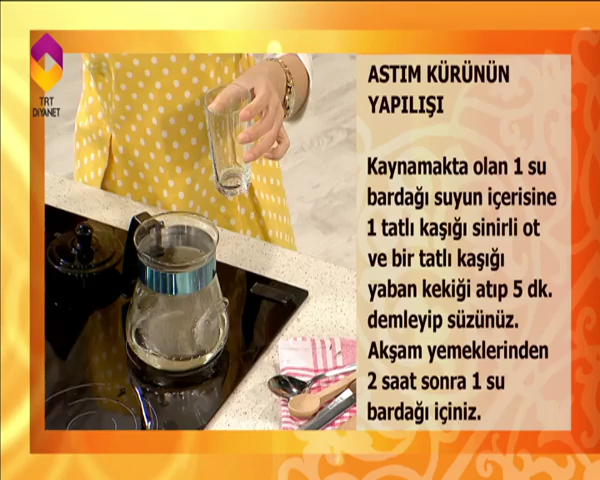 TRT
DİYANET
ASTIM KÜRÜNÜN
YAPILIŞI
Kaynamakta olan 1 su
bardağı suyun içerisine
1 tatlı kaşığı sinirli ot
ve bir tatlı kaşığı
yaban kekiği atıp 5 dk.
demleyip süzünüz.
Akşam yemeklerinden
2 saat sonra 1 su
bardağı içiniz.